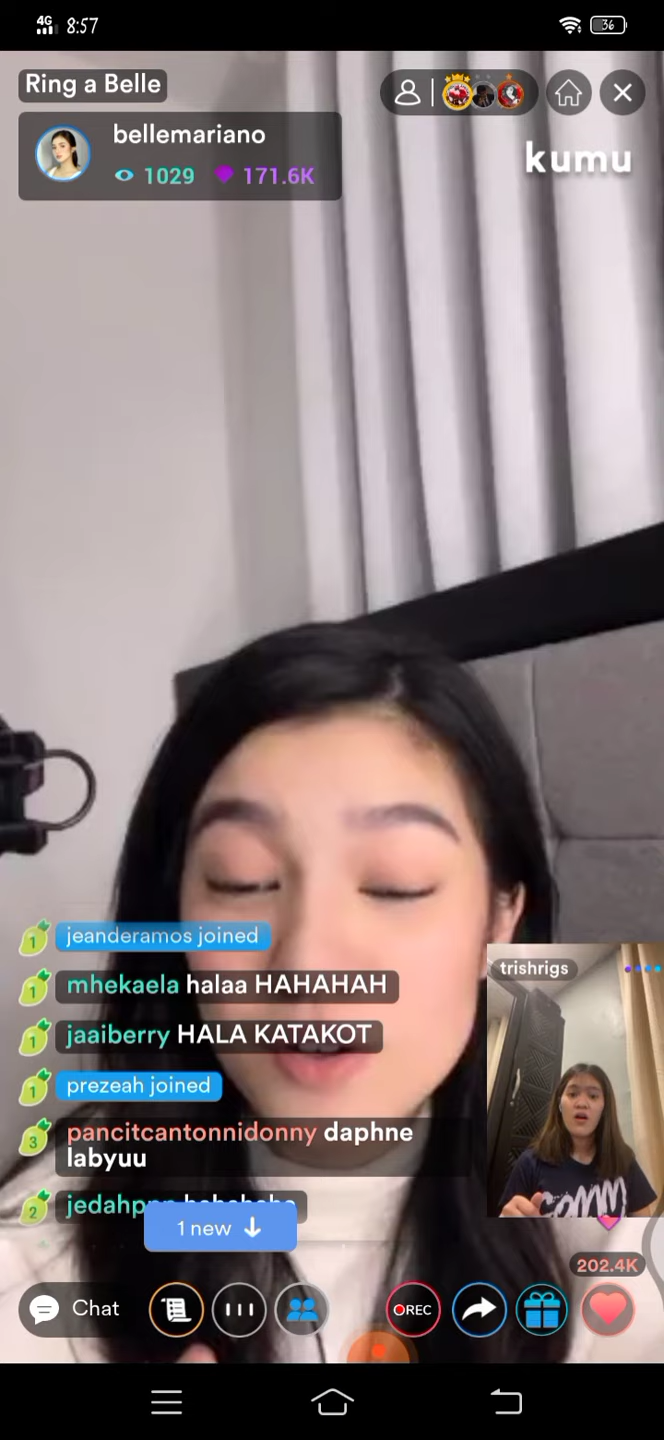 4G 8:57 36
Ring a Belle
bellemariano
1029 171.6K
kumu
jeanderamos joined
mhekaela halaa HAHAHAH
jaaiberry HALA KATAKOT
prezeah joined
pancitcantonnidonny daphne
labyuu
1 new
trishrigs
1
1
1
1
3
2
202.4K
Chat
REC